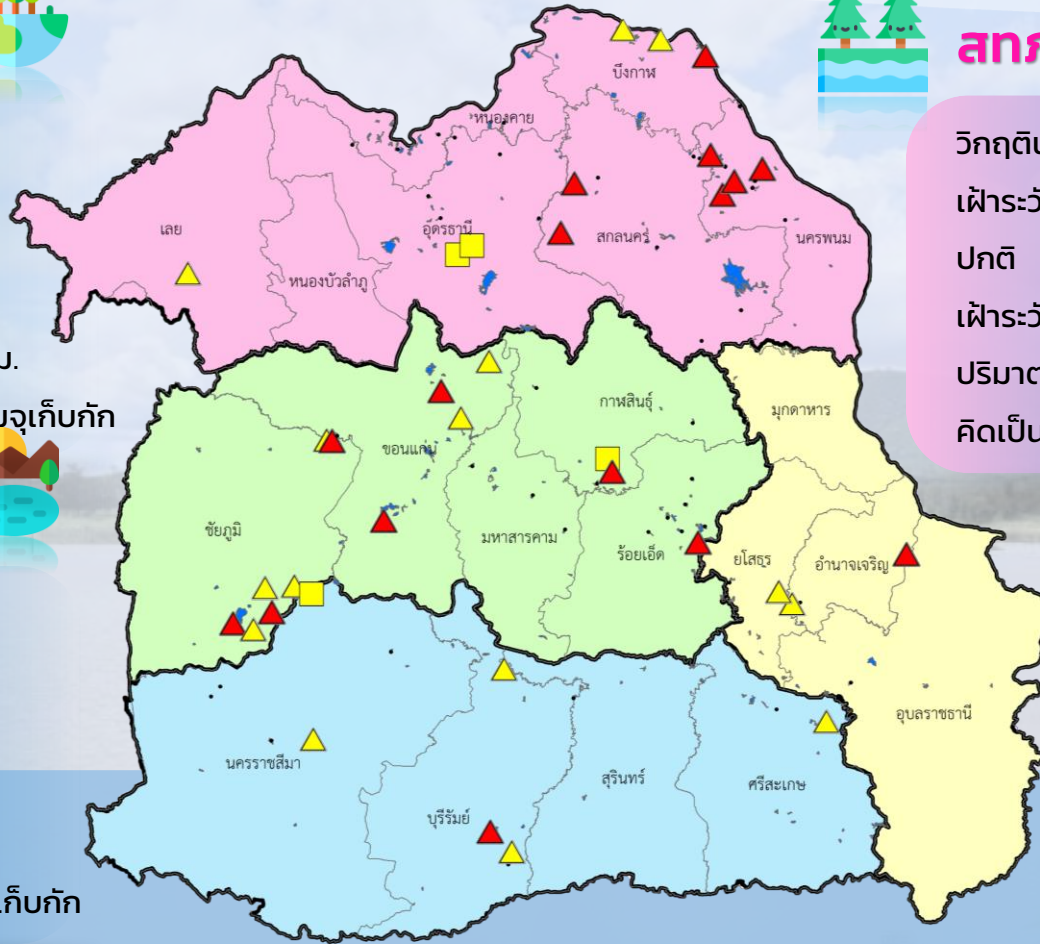 สทภ
วิกฤติน
เฝ้าระวั
ปกติ
เฝ้าระวั
ปริมาต
คิดเป็น
ม.
มจุเก็บกัก
เก็บกัก
บึงกาฬ
หนองคาย
เลย
อุดรธานี
สกลนคร
นครพนม
หนองบัวลำภู
กาฬสินธุ์
มุกดาหาร
ขอนแก่น
ชัยภูมิ
มหาสารคาม
ร้อยเอ็ด
ยโสธร
อำนาจเจริญ
อุบลราชธานี
นครราชสีมา
บุรีรัมย์
สุรินทร์
ศรีสะเกษ